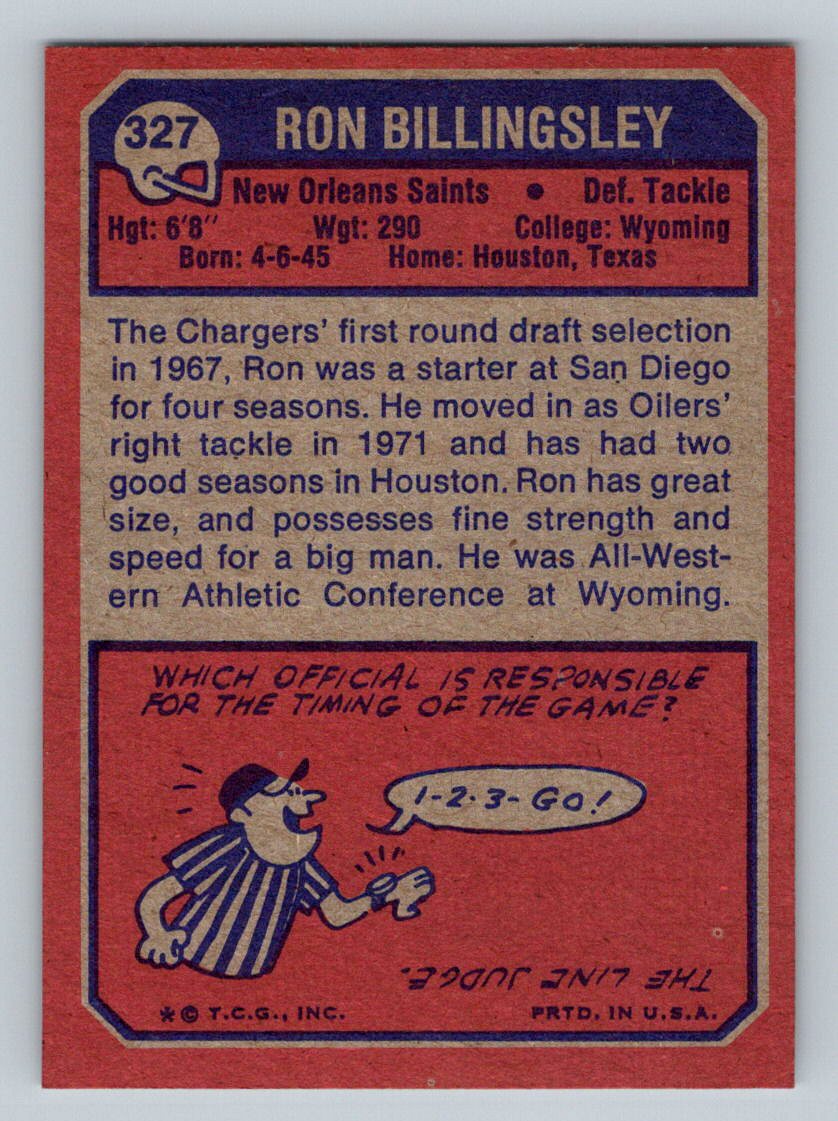 327
RON BILLINGSLEY
New Orleans Saints • Def. Tackle
Hgt: 6'8" Wgt: 290 College: Wyoming
Born: 4-6-45 Home: Houston, Texas
The Chargers' first round draft selection
in 1967, Ron was a starter at San Diego
for four seasons. He moved in as Oilers'
right tackle in 1971 and has had two
good seasons in Houston. Ron has great
size, and possesses fine strength and
speed for a big man. He was All-West-
ern Athletic Conference at Wyoming.
WHICH OFFICIAL IS RESPONSIBLE
FOR THE TIMING OF THE GAME?
1-2-3-GO!
THE LINE JUDGE.
*© T.C.G., INC. PRTD. IN U.S.A.